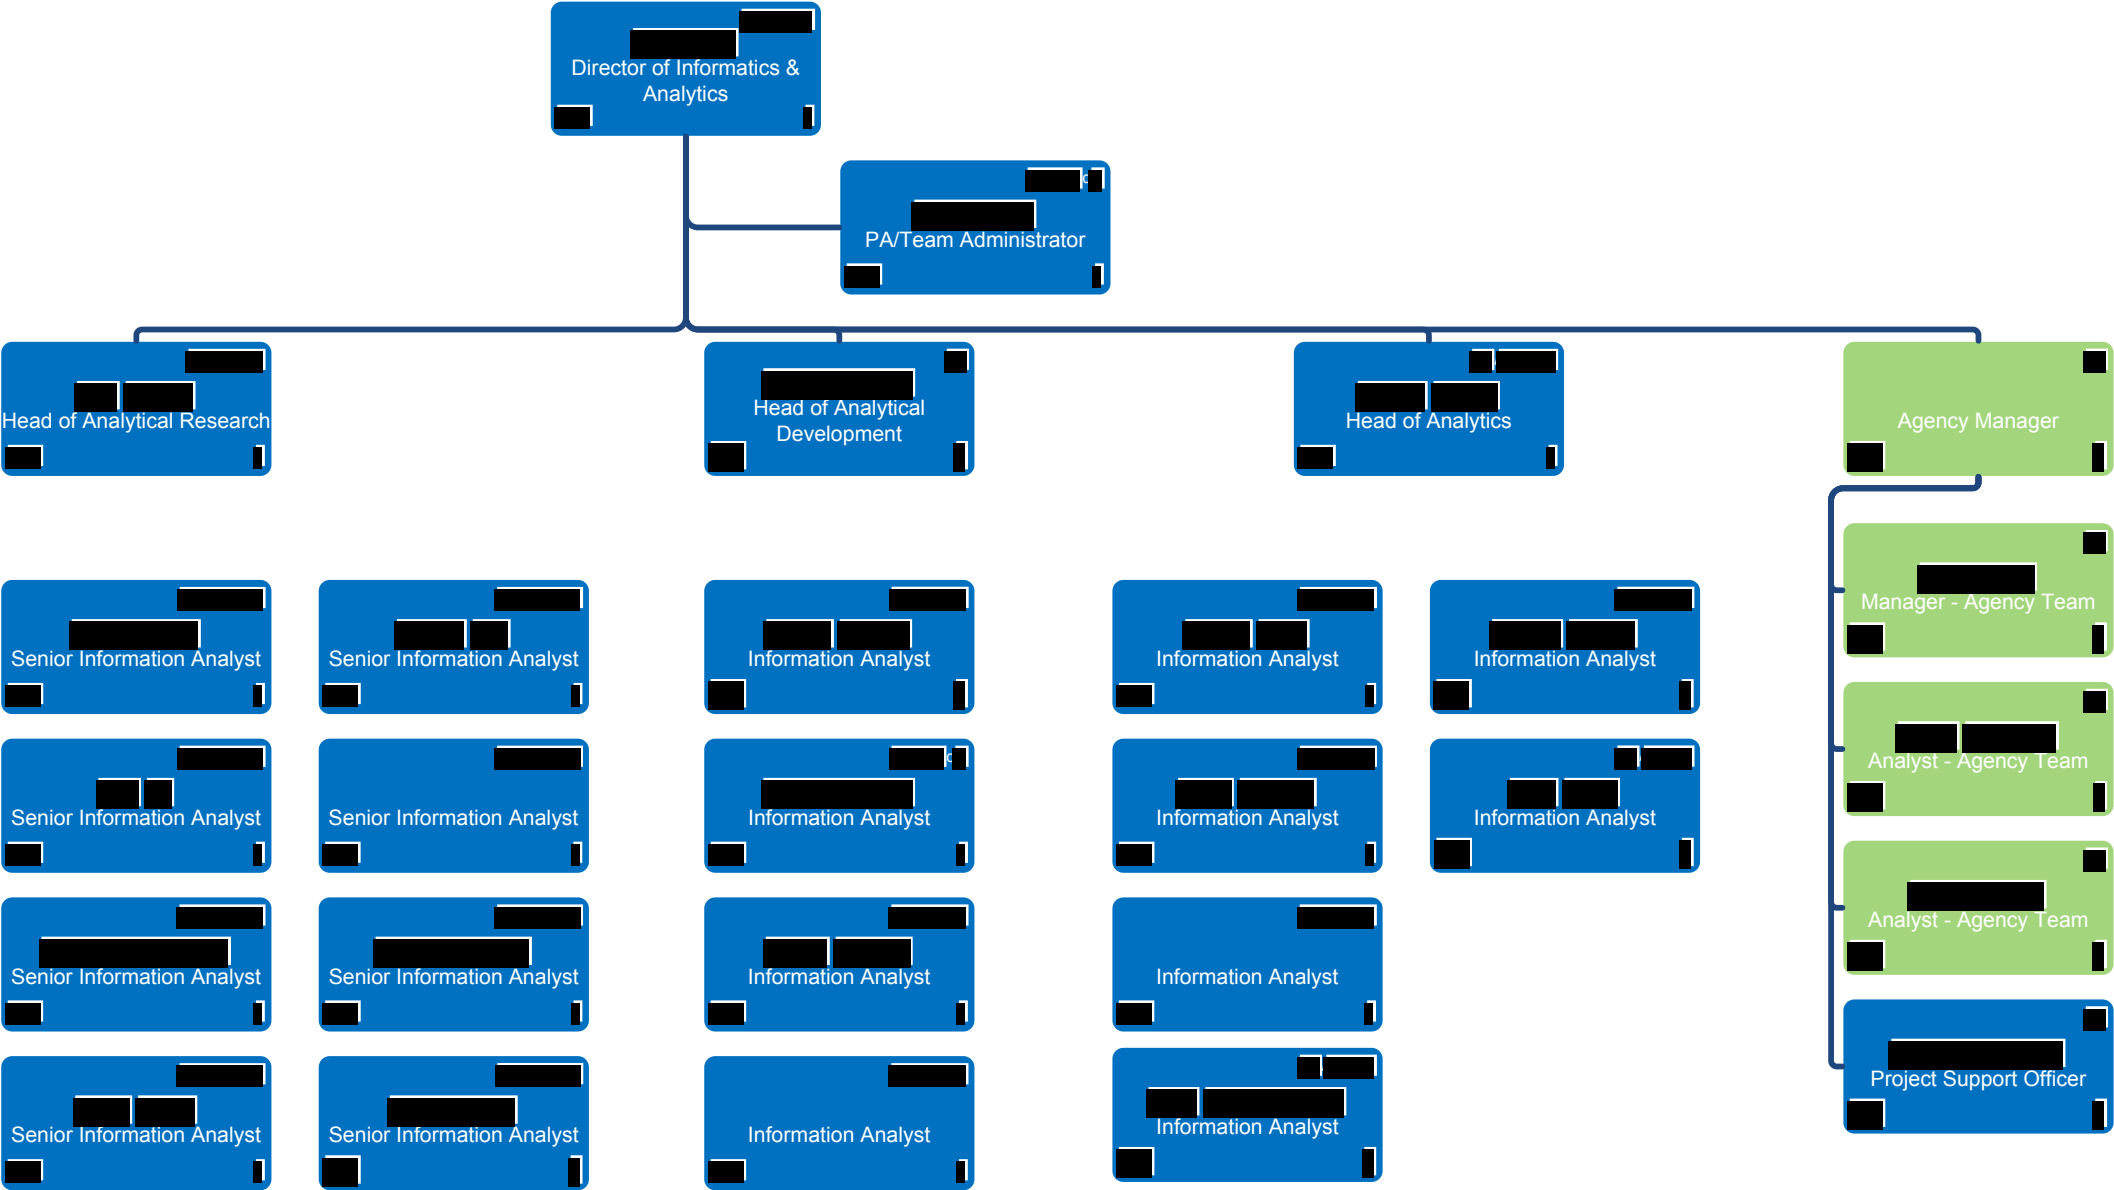 Director of Informatics &
Analytics
PA/Team Administrator
Head of Analytical Research
Head of Analytical
Development
Head of Analytics
Agency Manager
Manager - Agency Team
Senior Information Analyst
Senior Information Analyst
Information Analyst
Information Analyst
Information Analyst
Analyst - Agency Team
Senior Information Analyst
Senior Information Analyst
Information Analyst
Information Analyst
Information Analyst
Analyst - Agency Team
Senior Information Analyst
Senior Information Analyst
Information Analyst
Information Analyst
Project Support Officer
Senior Information Analyst
Senior Information Analyst
Information Analyst
Information Analyst